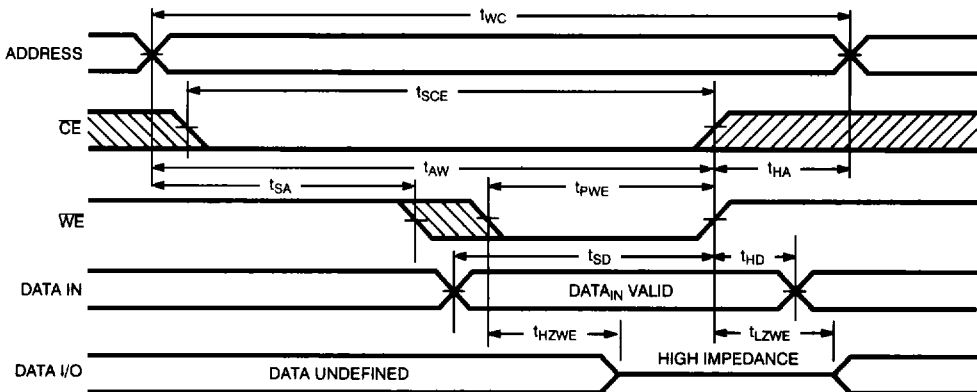 tWC
ADDRESS
tSCE
CE
tAW
tHA
tSA
tPWE
WE
tSD
tHD
DATA IN
DATAIN VALID
tHZWE
tLZWE
HIGH IMPEDANCE
DATA I/O
DATA UNDEFINED